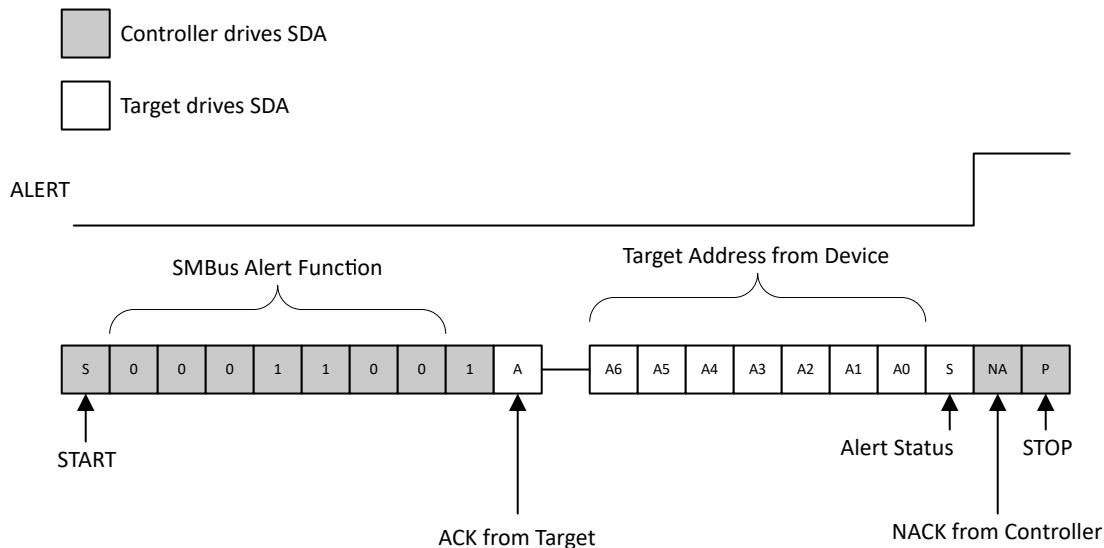 Controller drives SDA
Target drives SDA
ALERT
SMBus Alert Function
Target Address from Device
S 0 0 0 1 1 0 0 1 A A6 A5 A4 A3 A2 A1 A0 S NA P
START
Alert Status
STOP
ACK from Target
NACK from Controller